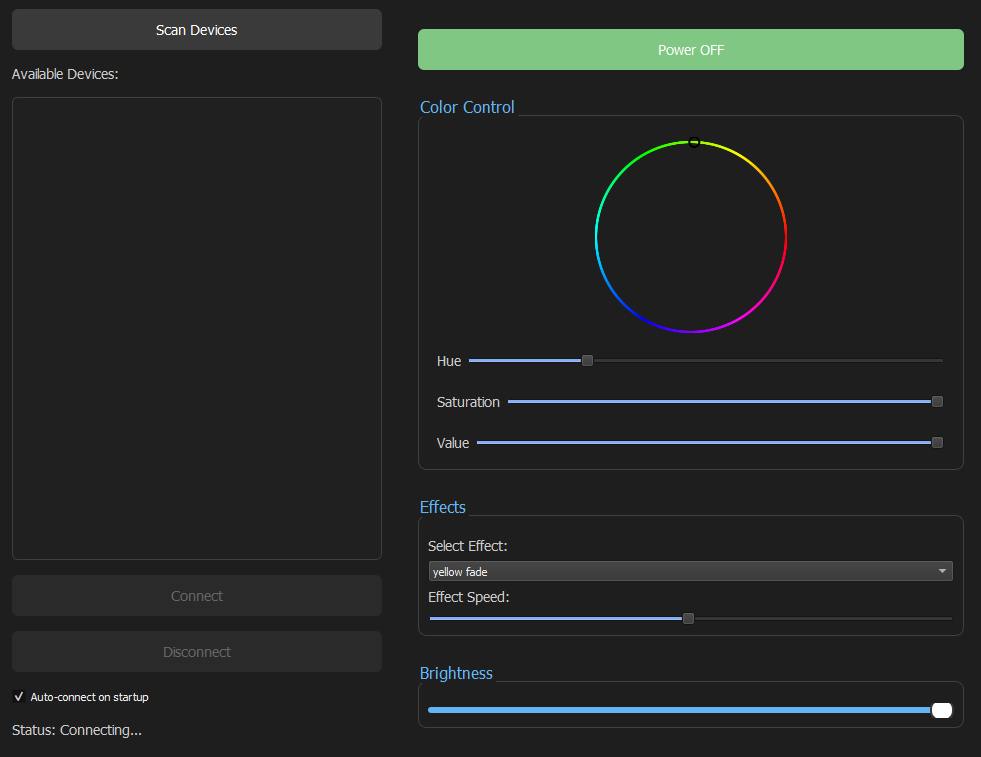 Scan Devices
Available Devices:
Connect
Disconnect
Auto-connect on startup
Status: Connecting...
Power OFF
Color Control
Hue
Saturation
Value
Effects
Select Effect:
yellow fade
Effect Speed:
Brightness